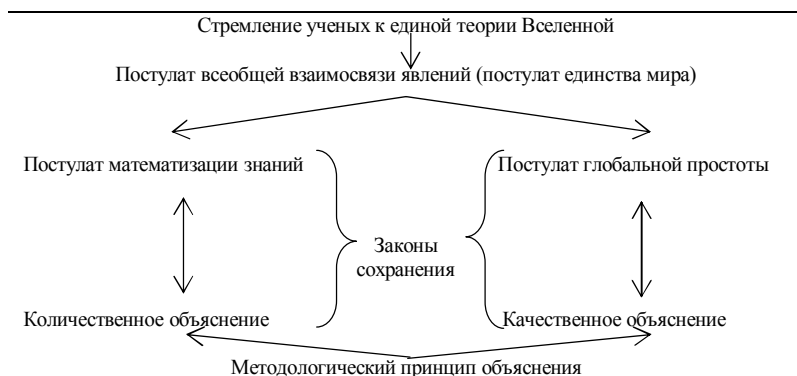 Стремление ученых к единой теории Вселенной
Постулат всеобщей взаимосвязи явлений (постулат единства мира)
Постулат математизации знаний
Постулат глобальной простоты
Законы
сохранения
Количественное объяснение
Качественное объяснение
Методологический принцип объяснения